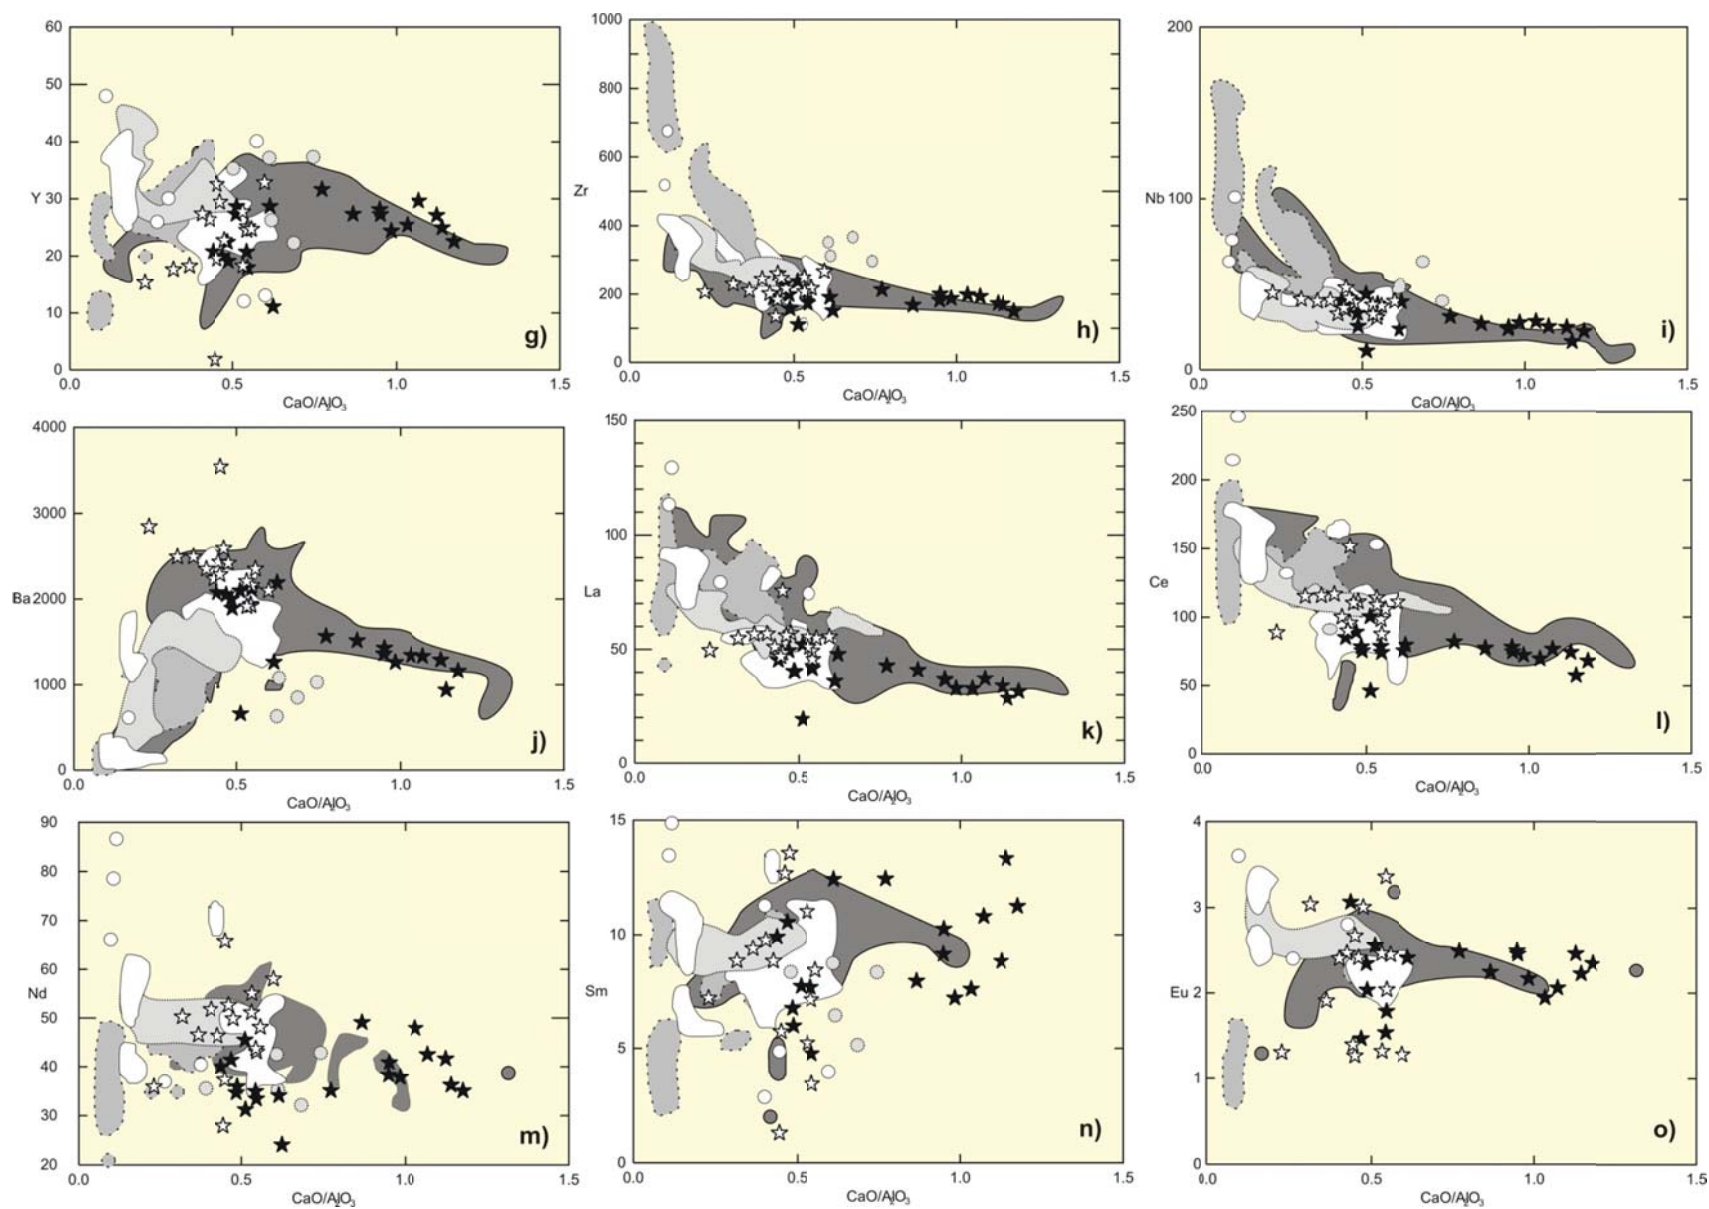 60
50
40
Y 30
20
10
0
0.0 0.5 1.0 1.5
CaO/Al2O3
g)
1000
800
600
Zr
400
200
0
0.0 0.5 1.0 1.5
CaO/Al2O3
h)
200
Nb 100
0
0.0 0.5 1.0 1.5
CaO/Al2O3
i)
4000
3000
Ba 2000
1000
0
0.0 0.5 1.0 1.5
CaO/Al2O3
j)
150
100
La
50
0
0.0 0.5 1.0 1.5
CaO/Al2O3
k)
250
200
150
Ce
100
50
0
0.0 0.5 1.0 1.5
CaO/Al2O3
l)
90
80
70
60
Nd
50
40
30
20
0.0 0.5 1.0 1.5
CaO/Al2O3
m)
15
10
Sm
5
0
0.0 0.5 1.0 1.5
CaO/Al2O3
n)
4
3
Eu 2
1
0
0.0 0.5 1.0 1.5
CaO/Al2O3
o)